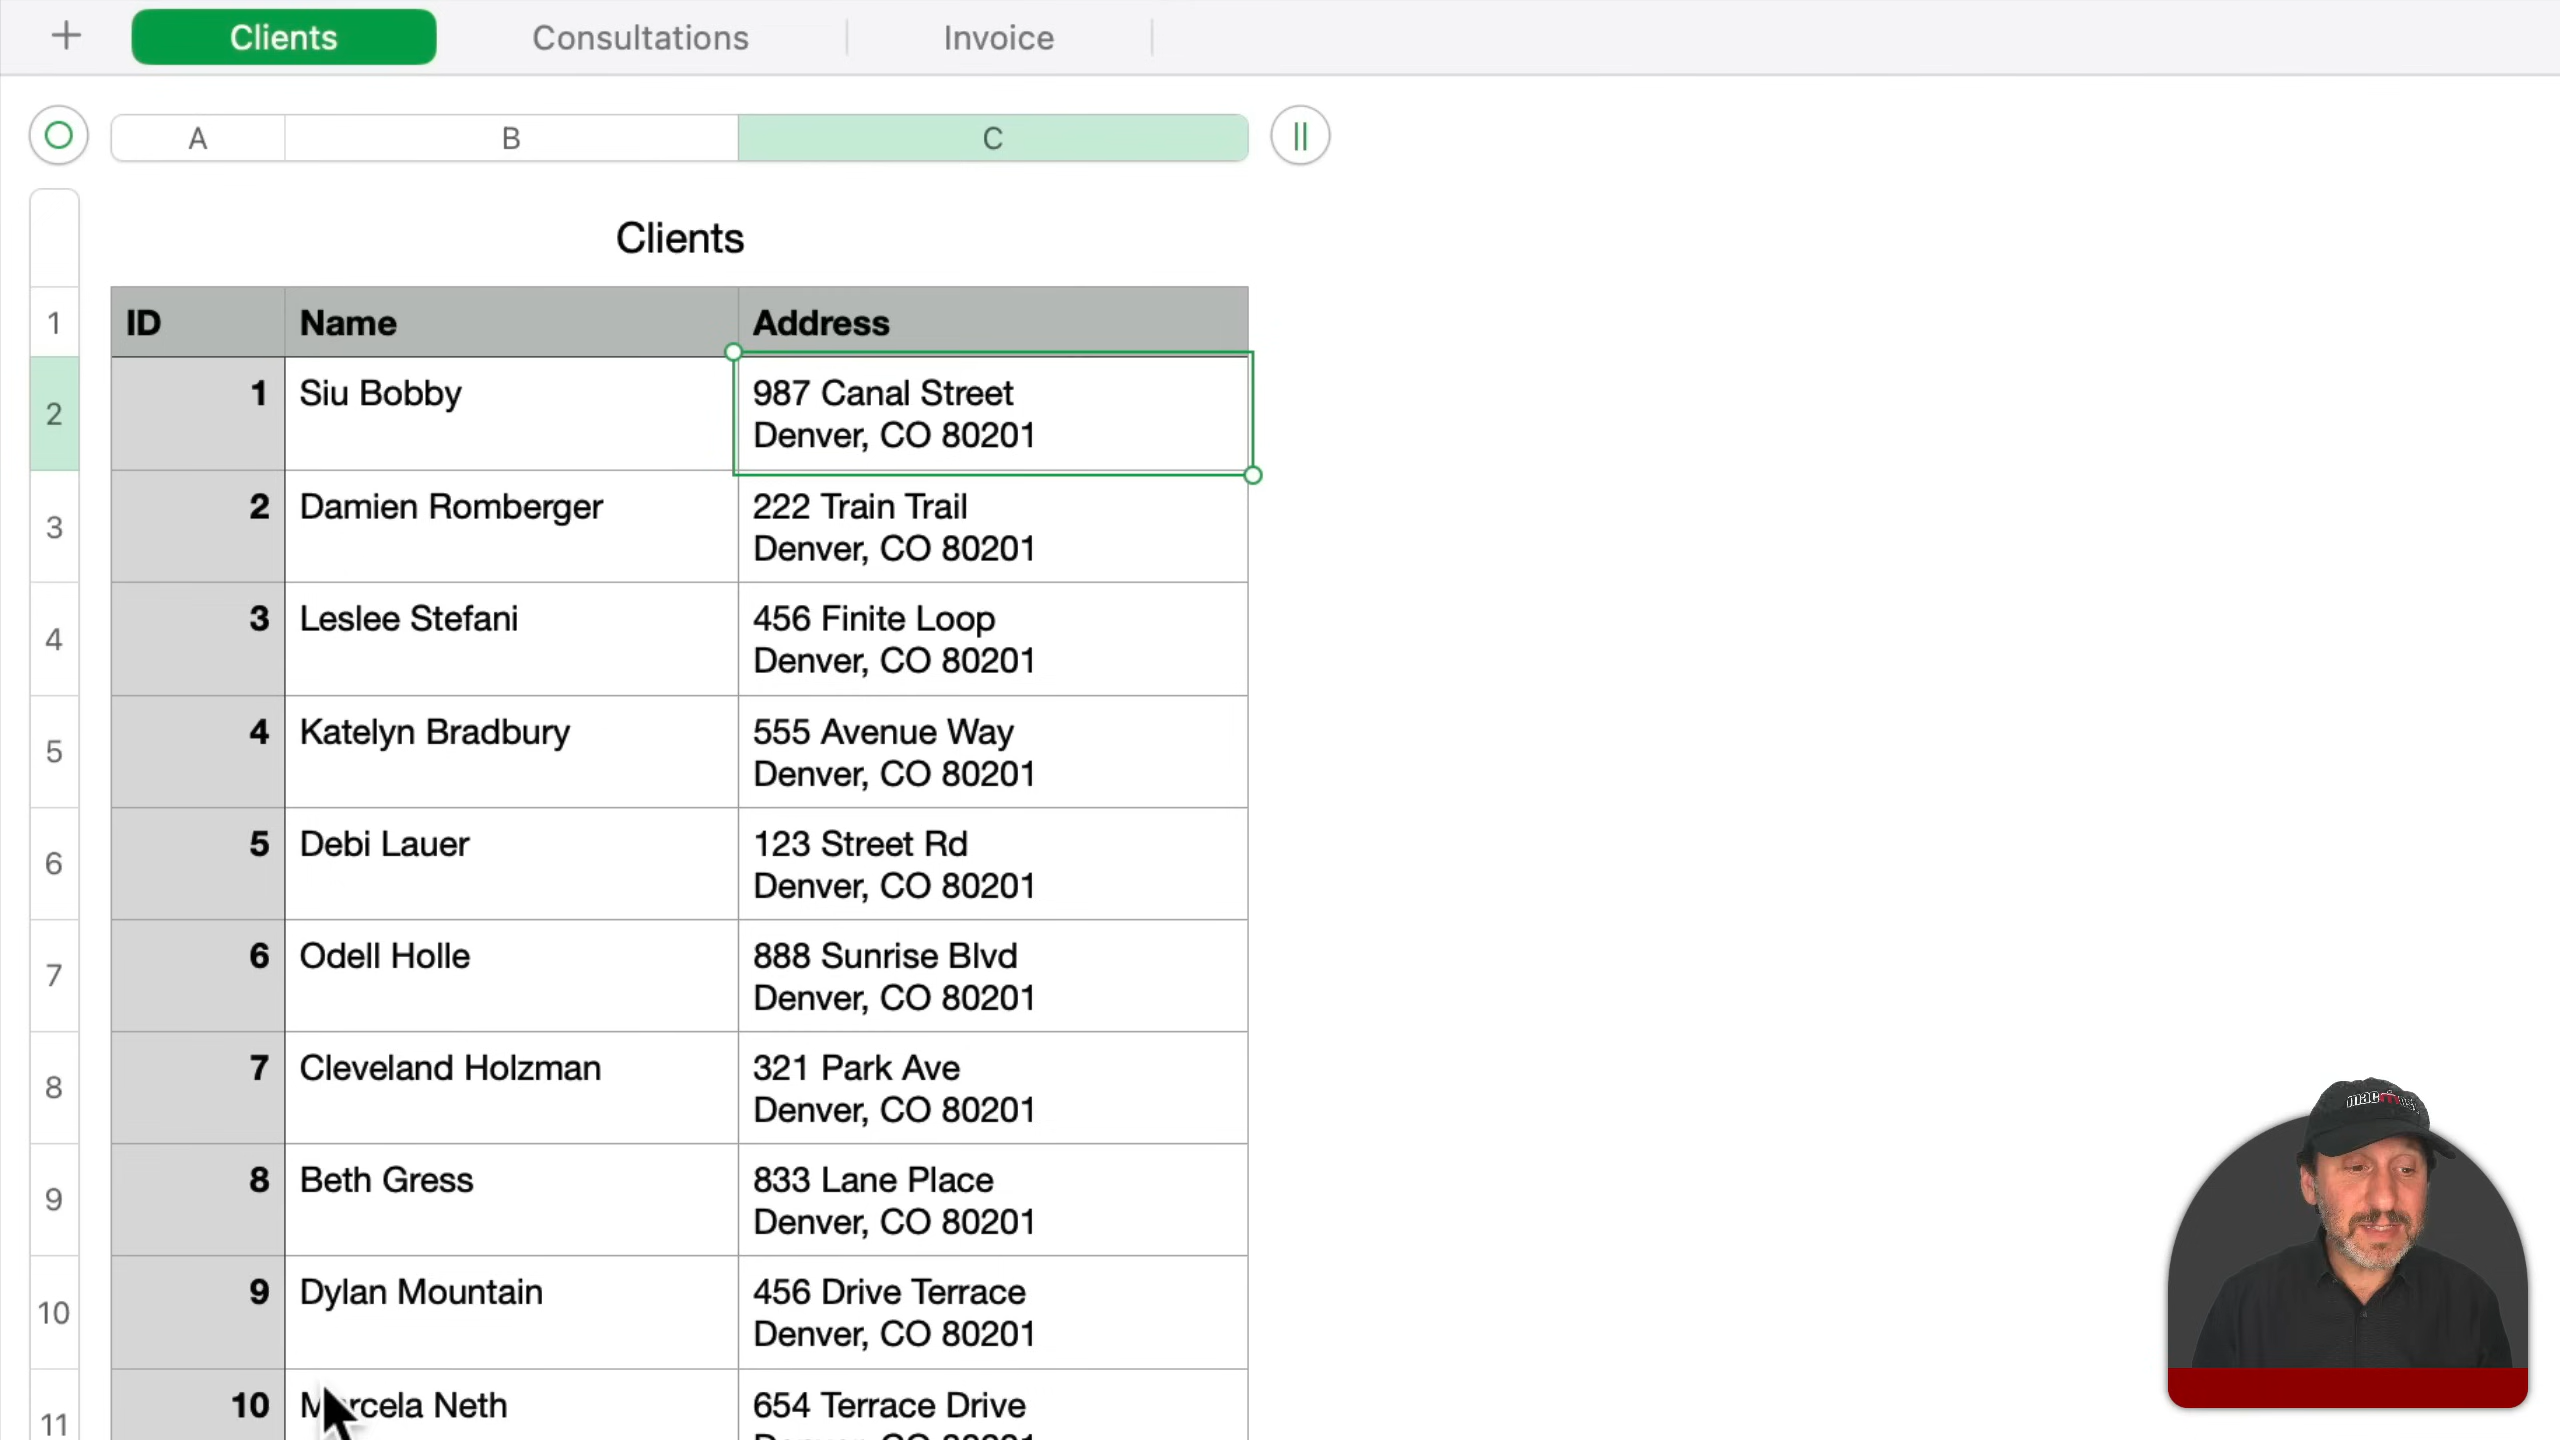 + Clients Consultations Invoice
A B C
Clients
1 ID Name Address
2 1 Siu Bobby 987 Canal Street
Denver, CO 80201
3 2 Damien Romberger 222 Train Trail
Denver, CO 80201
4 3 Leslee Stefani 456 Finite Loop
Denver, CO 80201
5 4 Katelyn Bradbury 555 Avenue Way
Denver, CO 80201
6 5 Debi Lauer 123 Street Rd
Denver, CO 80201
7 6 Odell Holle 888 Sunrise Blvd
Denver, CO 80201
8 7 Cleveland Holzman 321 Park Ave
Denver, CO 80201
9 8 Beth Gress 833 Lane Place
Denver, CO 80201
10 9 Dylan Mountain 456 Drive Terrace
Denver, CO 80201
11 10 Marcela Neth 654 Terrace Drive